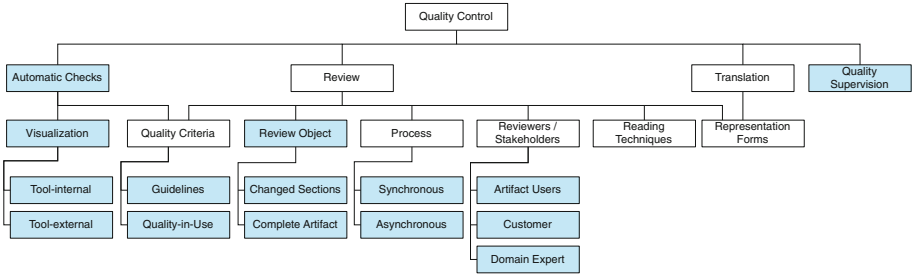 Quality Control
Automatic Checks
Review
Translation
Quality
Supervision
Visualization
Quality Criteria
Review Object
Process
Reviewers /
Stakeholders
Reading
Techniques
Representation
Forms
Tool-internal
Guidelines
Changed Sections
Synchronous
Artifact Users
Tool-external
Quality-in-Use
Complete Artifact
Asynchronous
Customer
Domain Expert